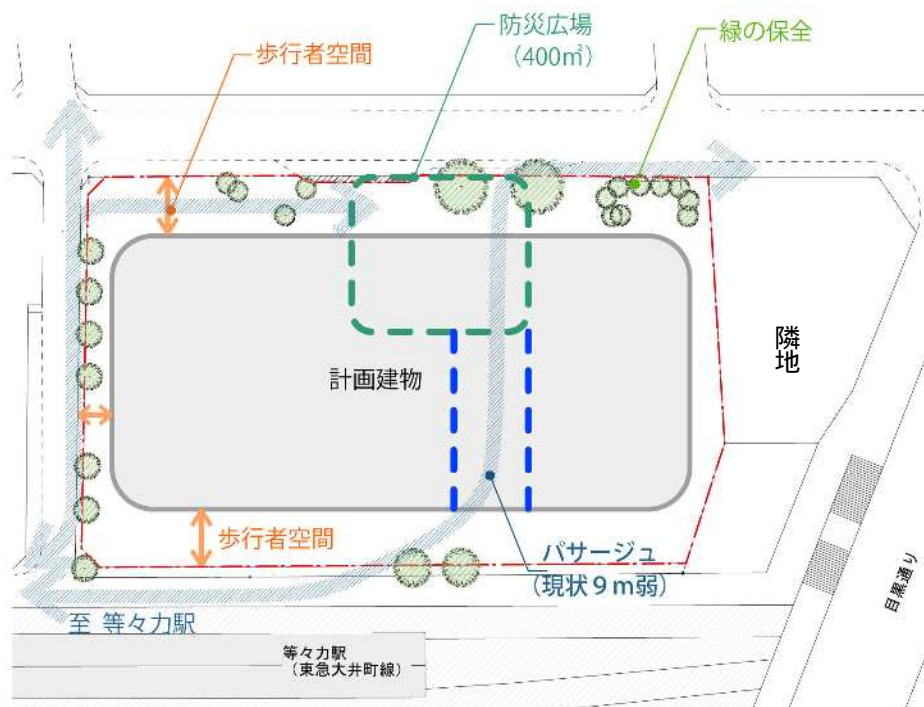 防災広場
（400㎡）
緑の保全
歩行者空間
隣地
計画建物
歩行者空間
パサージュ
（現状９ｍ弱）
目黒通り
至 等々力駅
等々力駅
（東急大井町線）